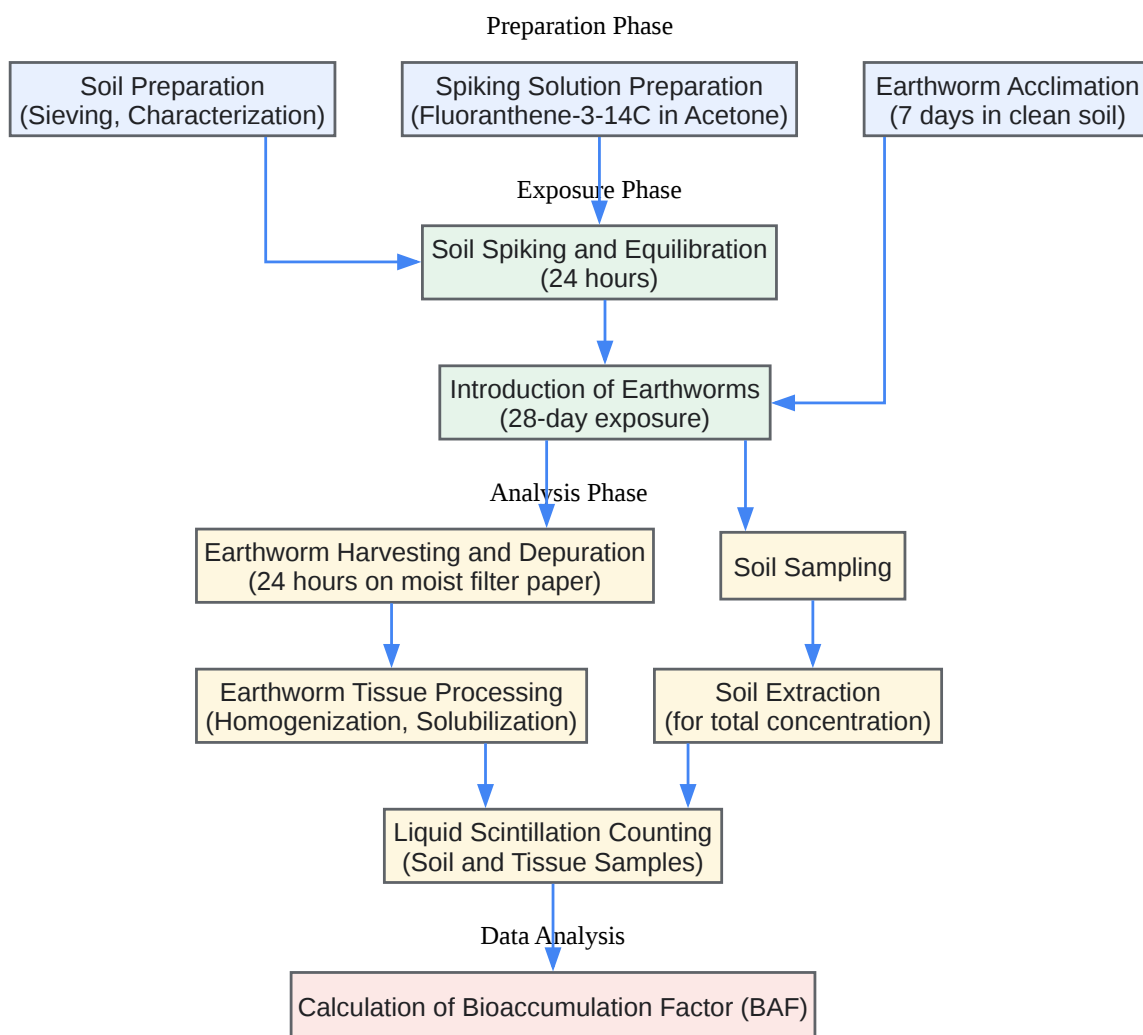 Preparation Phase
Soil Preparation
(Sieving, Characterization)
Spiking Solution Preparation
(Fluoranthene-3-14C in Acetone)
Earthworm Acclimation
(7 days in clean soil)
Exposure Phase
Soil Spiking and Equilibration
(24 hours)
Introduction of Earthworms
(28-day exposure)
Analysis Phase
Earthworm Harvesting and Depuration
(24 hours on moist filter paper)
Soil Sampling
Earthworm Tissue Processing
(Homogenization, Solubilization)
Soil Extraction
(for total concentration)
Liquid Scintillation Counting
(Soil and Tissue Samples)
Data Analysis
Calculation of Bioaccumulation Factor (BAF)